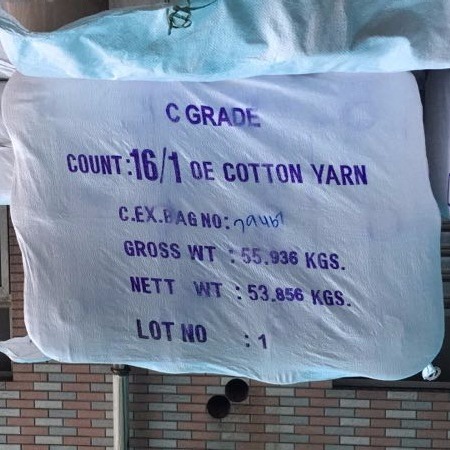 C GRADE
COUNT:16/1 OE COTTON YARN
C.EX.BAG NO:
GROSS WT : 55.936 KGS.
NETT WT : 53.856 KGS.
LOT NO : 1